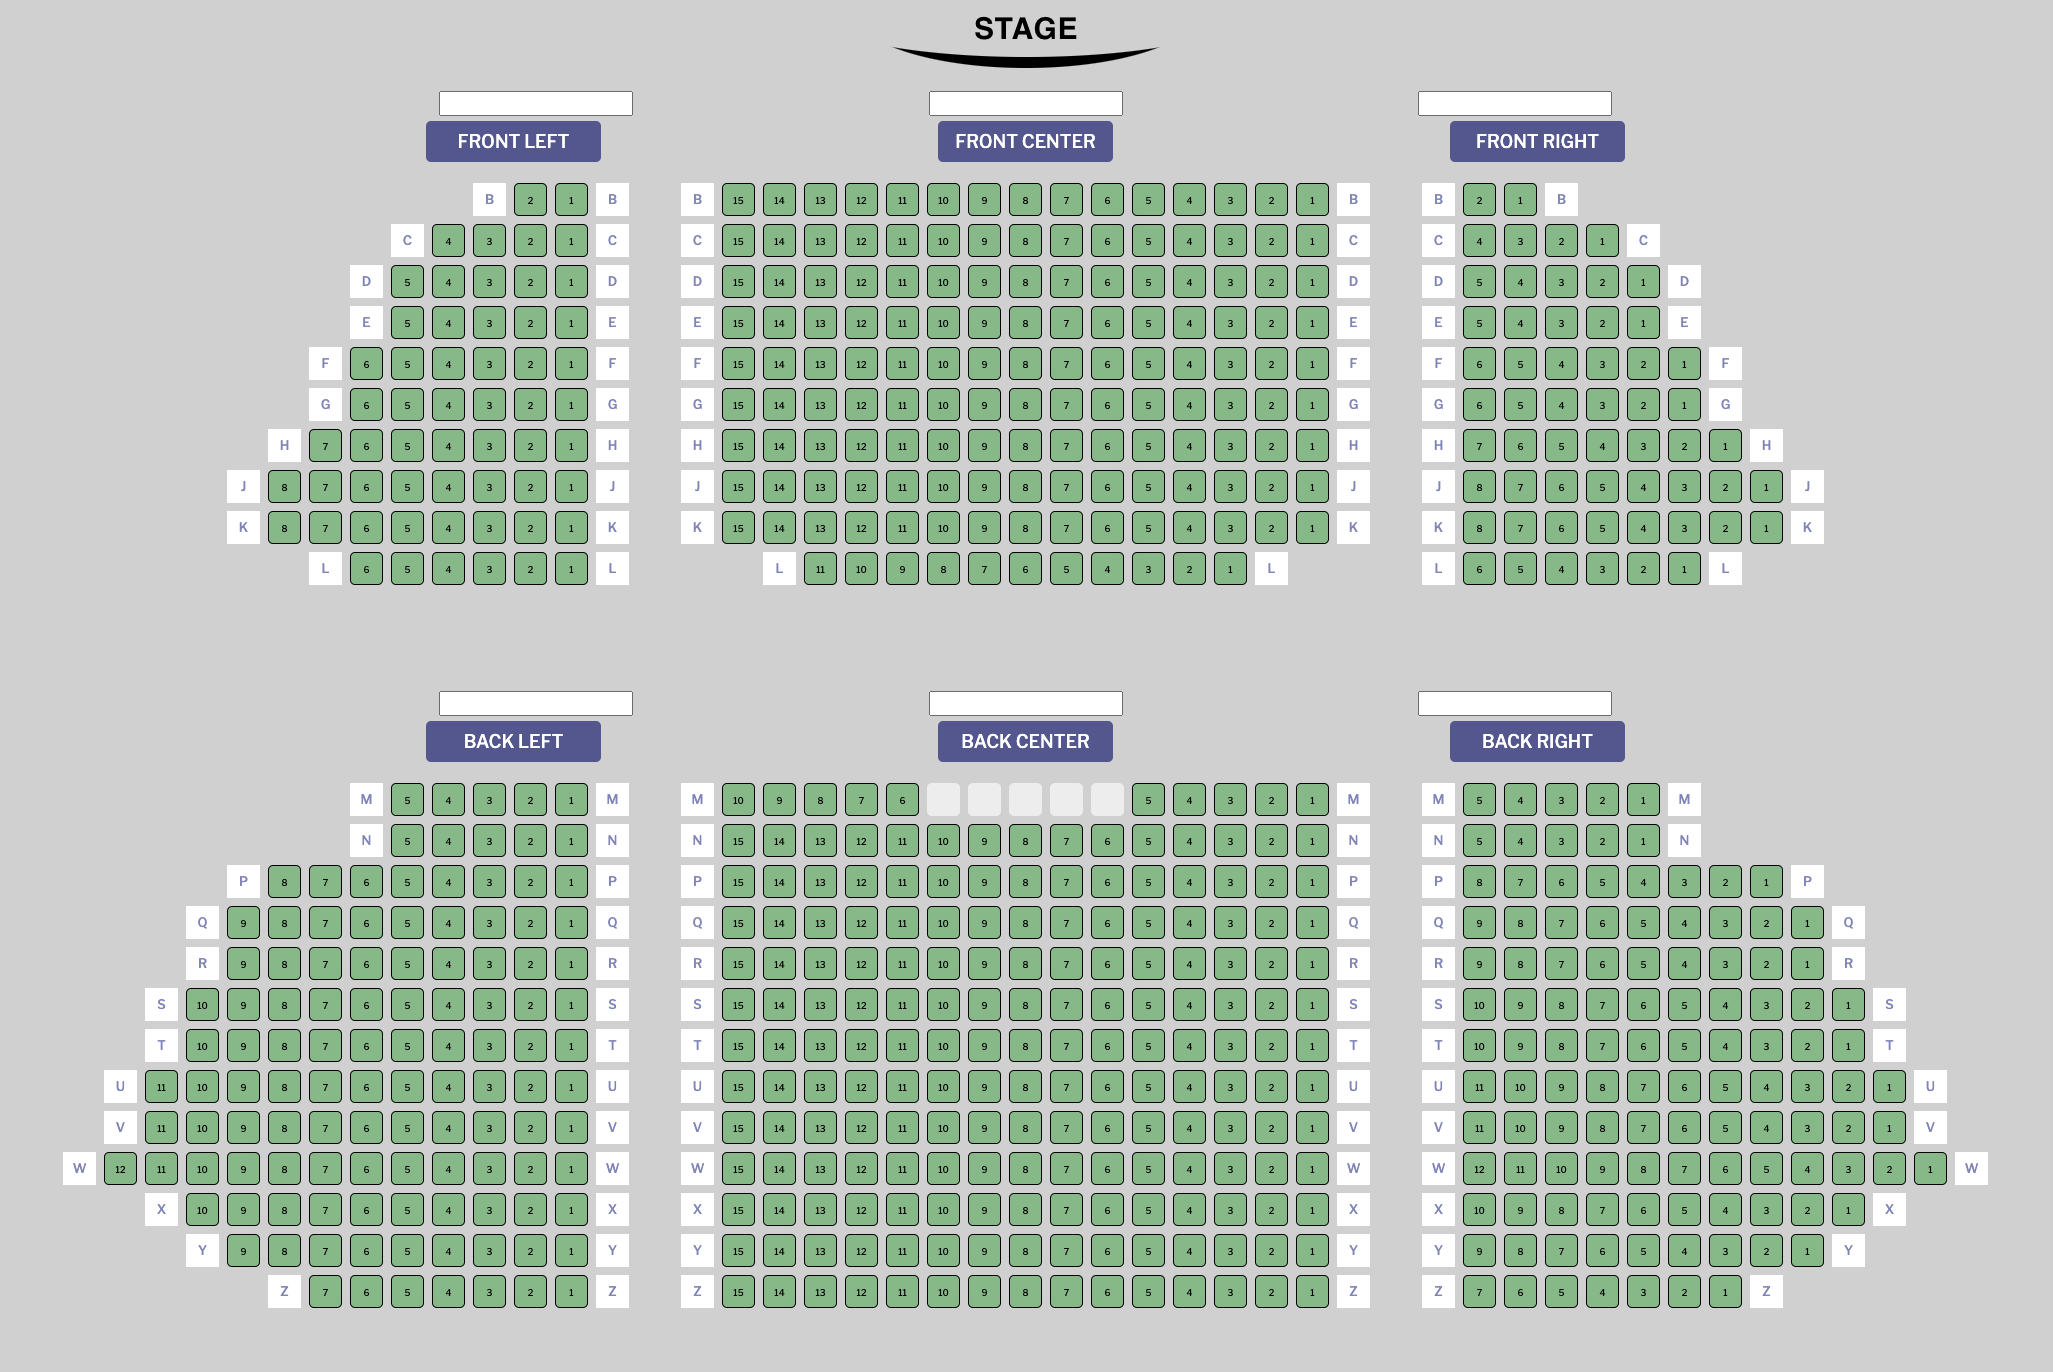 STAGE
FRONT LEFT FRONT CENTER FRONT RIGHT
B 2 1 B B 15 14 13 12 11 10 9 8 7 6 5 4 3 2 1 B B 2 1 B
C 4 3 2 1 C C 15 14 13 12 11 10 9 8 7 6 5 4 3 2 1 C C 4 3 2 1 C
D 5 4 3 2 1 D D 15 14 13 12 11 10 9 8 7 6 5 4 3 2 1 D D 5 4 3 2 1 D
E 5 4 3 2 1 E E 15 14 13 12 11 10 9 8 7 6 5 4 3 2 1 E E 5 4 3 2 1 E
F 6 5 4 3 2 1 F F 15 14 13 12 11 10 9 8 7 6 5 4 3 2 1 F F 6 5 4 3 2 1 F
G 6 5 4 3 2 1 G G 15 14 13 12 11 10 9 8 7 6 5 4 3 2 1 G G 6 5 4 3 2 1 G
H 7 6 5 4 3 2 1 H H 15 14 13 12 11 10 9 8 7 6 5 4 3 2 1 H H 7 6 5 4 3 2 1 H
J 8 7 6 5 4 3 2 1 J J 15 14 13 12 11 10 9 8 7 6 5 4 3 2 1 J J 8 7 6 5 4 3 2 1 J
K 8 7 6 5 4 3 2 1 K K 15 14 13 12 11 10 9 8 7 6 5 4 3 2 1 K K 8 7 6 5 4 3 2 1 K
L 6 5 4 3 2 1 L L 11 10 9 8 7 6 5 4 3 2 1 L L 6 5 4 3 2 1 L
BACK LEFT BACK CENTER BACK RIGHT
M 5 4 3 2 1 M M 10 9 8 7 6 5 4 3 2 1 M M 5 4 3 2 1 M
N 5 4 3 2 1 N N 15 14 13 12 11 10 9 8 7 6 5 4 3 2 1 N N 5 4 3 2 1 N
P 8 7 6 5 4 3 2 1 P P 15 14 13 12 11 10 9 8 7 6 5 4 3 2 1 P P 8 7 6 5 4 3 2 1 P
Q 9 8 7 6 5 4 3 2 1 Q Q 15 14 13 12 11 10 9 8 7 6 5 4 3 2 1 Q Q 9 8 7 6 5 4 3 2 1 Q
R 9 8 7 6 5 4 3 2 1 R R 15 14 13 12 11 10 9 8 7 6 5 4 3 2 1 R R 9 8 7 6 5 4 3 2 1 R
S 10 9 8 7 6 5 4 3 2 1 S S 15 14 13 12 11 10 9 8 7 6 5 4 3 2 1 S S 10 9 8 7 6 5 4 3 2 1 S
T 10 9 8 7 6 5 4 3 2 1 T T 15 14 13 12 11 10 9 8 7 6 5 4 3 2 1 T T 10 9 8 7 6 5 4 3 2 1 T
U 11 10 9 8 7 6 5 4 3 2 1 U U 15 14 13 12 11 10 9 8 7 6 5 4 3 2 1 U U 11 10 9 8 7 6 5 4 3 2 1 U
V 11 10 9 8 7 6 5 4 3 2 1 V V 15 14 13 12 11 10 9 8 7 6 5 4 3 2 1 V V 11 10 9 8 7 6 5 4 3 2 1 V
W 12 11 10 9 8 7 6 5 4 3 2 1 W W 15 14 13 12 11 10 9 8 7 6 5 4 3 2 1 W W 12 11 10 9 8 7 6 5 4 3 2 1 W
X 10 9 8 7 6 5 4 3 2 1 X X 15 14 13 12 11 10 9 8 7 6 5 4 3 2 1 X X 10 9 8 7 6 5 4 3 2 1 X
Y 9 8 7 6 5 4 3 2 1 Y Y 15 14 13 12 11 10 9 8 7 6 5 4 3 2 1 Y Y 9 8 7 6 5 4 3 2 1 Y
Z 7 6 5 4 3 2 1 Z Z 15 14 13 12 11 10 9 8 7 6 5 4 3 2 1 Z Z 7 6 5 4 3 2 1 Z